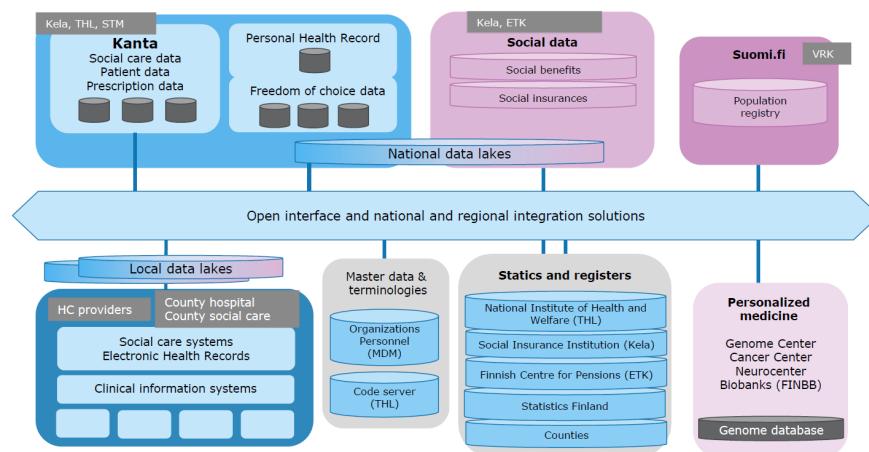 Kela, THL, STM
Kanta
Social care data
Patient data
Prescription data
Personal Health Record
Freedom of choice data
Kela, ETK
Social data
Social benefits
Social insurances
Suomi.fi
VRK
Population
registry
National data lakes
Open interface and national and regional integration solutions
Local data lakes
HC providers
County hospital
County social care
Social care systems
Electronic Health Records
Clinical information systems
Master data &
terminologies
Organizations
Personnel
(MDM)
Code server
(THL)
Statics and registers
National Institute of Health and
Welfare (THL)
Social Insurance Institution (Kela)
Finnish Centre for Pensions (ETK)
Statistics Finland
Counties
Personalized
medicine
Genome Center
Cancer Center
Neurocenter
Biobanks (FINBB)
Genome database